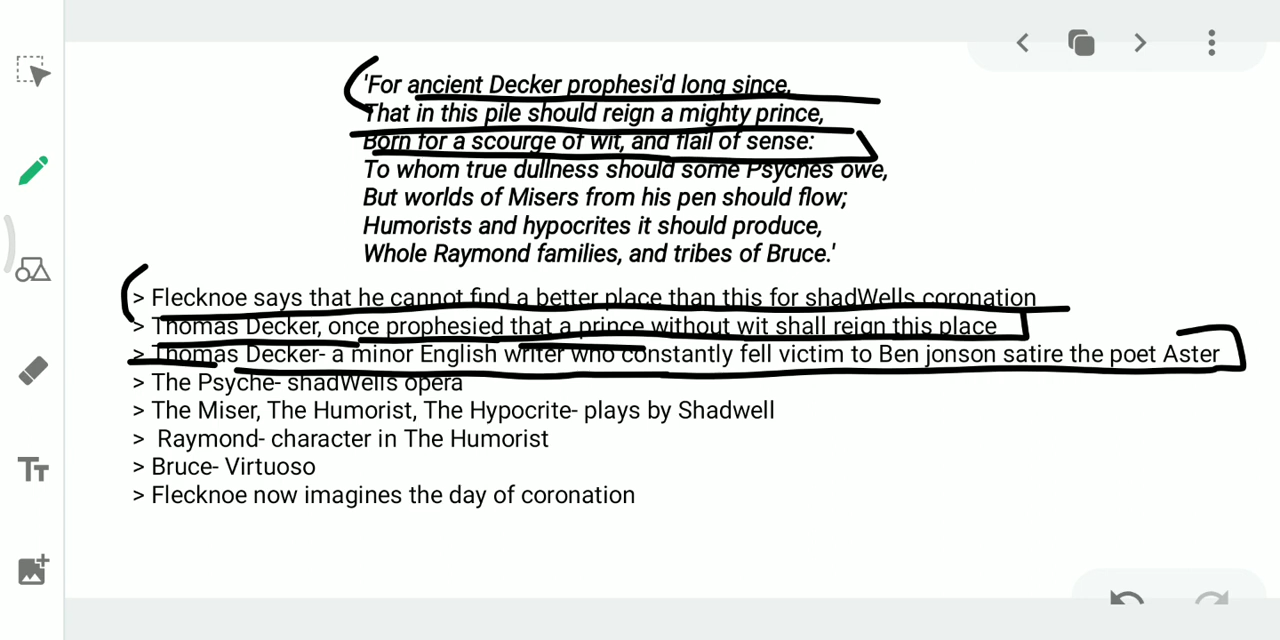 'For ancient Decker prophesi'd long since,
That in this pile should reign a mighty prince,
Born for a scourge of wit, and flail of sense:
To whom true dullness should some Psyches owe,
But worlds of Misers from his pen should flow;
Humorists and hypocrites it should produce,
Whole Raymond families, and tribes of Bruce.'
> Flecknoe says that he cannot find a better place than this for shadWells coronation
> Thomas Decker, once prophesied that a prince without wit shall reign this place
> Thomas Decker- a minor English writer who constantly fell victim to Ben jonson satire the poet Aster
> The Psyche- shadWells opera
> The Miser, The Humorist, The Hypocrite- plays by Shadwell
> Raymond- character in The Humorist
> Bruce- Virtuoso
> Flecknoe now imagines the day of coronation
TT